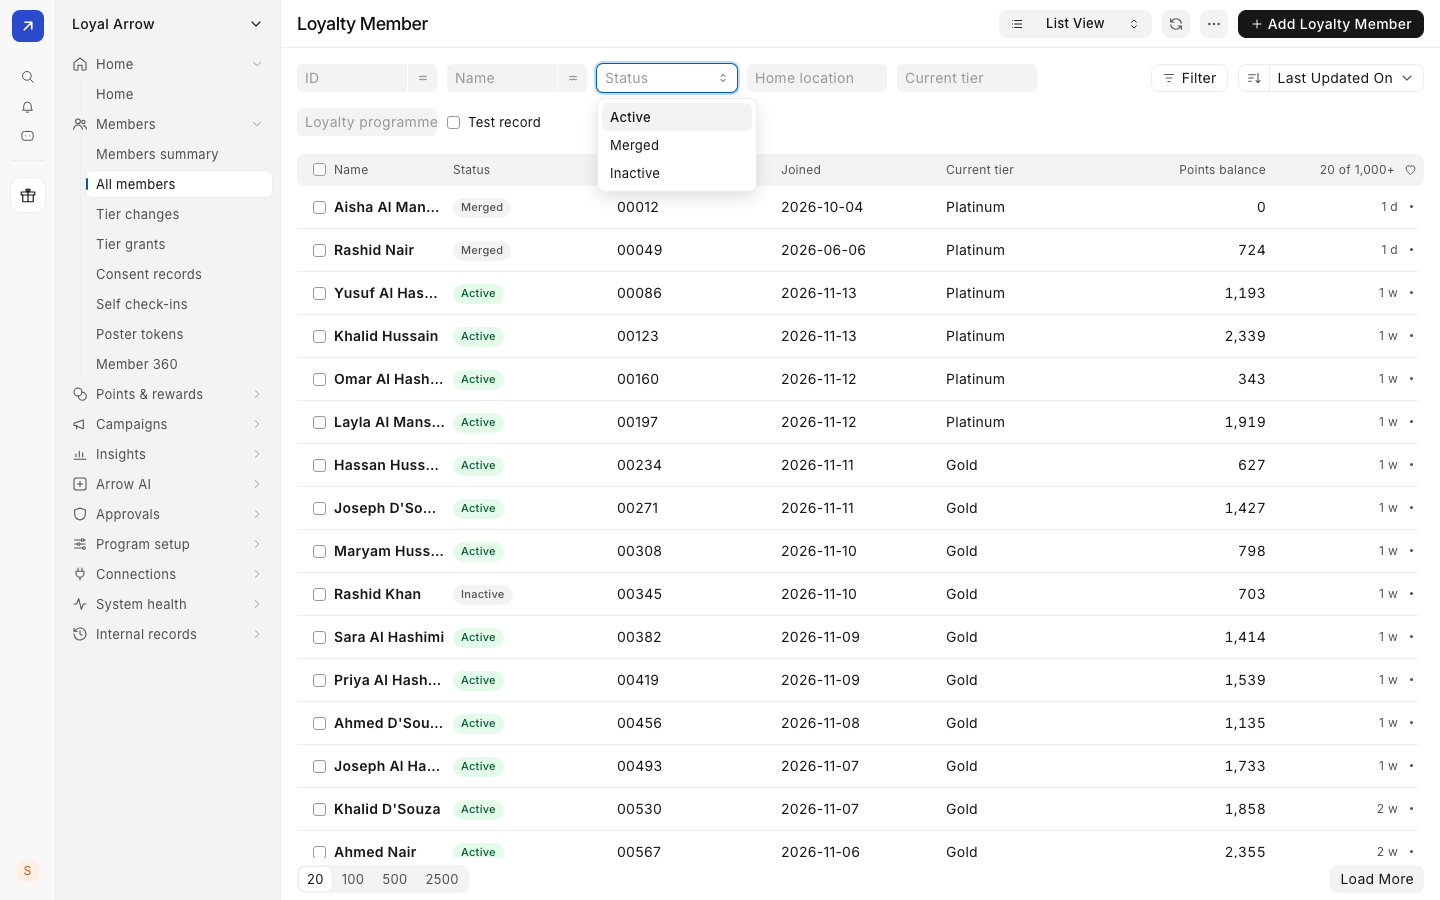 Loyal Arrow
Home
Home
Members
Members summary
All members
Tier changes
Tier grants
Consent records
Self check-ins
Poster tokens
Member 360
Points & rewards
Campaigns
Insights
Arrow AI
Approvals
Program setup
Connections
System health
Internal records
S
Loyalty Member
List View
+ Add Loyalty Member
ID =
Name =
Status
Home location
Current tier
Filter
Last Updated On
Loyalty programme
Test record
Active
Merged
Inactive
Name Status Joined Current tier Points balance 20 of 1,000+
Aisha Al Man... Merged 00012 2026-10-04 Platinum 0 1 d
Rashid Nair Merged 00049 2026-06-06 Platinum 724 1 d
Yusuf Al Has... Active 00086 2026-11-13 Platinum 1,193 1 w
Khalid Hussain Active 00123 2026-11-13 Platinum 2,339 1 w
Omar Al Hash... Active 00160 2026-11-12 Platinum 343 1 w
Layla Al Mans... Active 00197 2026-11-12 Platinum 1,919 1 w
Hassan Huss... Active 00234 2026-11-11 Gold 627 1 w
Joseph D'So... Active 00271 2026-11-11 Gold 1,427 1 w
Maryam Huss... Active 00308 2026-11-10 Gold 798 1 w
Rashid Khan Inactive 00345 2026-11-10 Gold 703 1 w
Sara Al Hashimi Active 00382 2026-11-09 Gold 1,414 1 w
Priya Al Hash... Active 00419 2026-11-09 Gold 1,539 1 w
Ahmed D'Sou... Active 00456 2026-11-08 Gold 1,135 1 w
Joseph Al Ha... Active 00493 2026-11-07 Gold 1,733 1 w
Khalid D'Souza Active 00530 2026-11-07 Gold 1,858 2 w
Ahmed Nair Active 00567 2026-11-06 Gold 2,355 2 w
20 100 500 2500
Load More